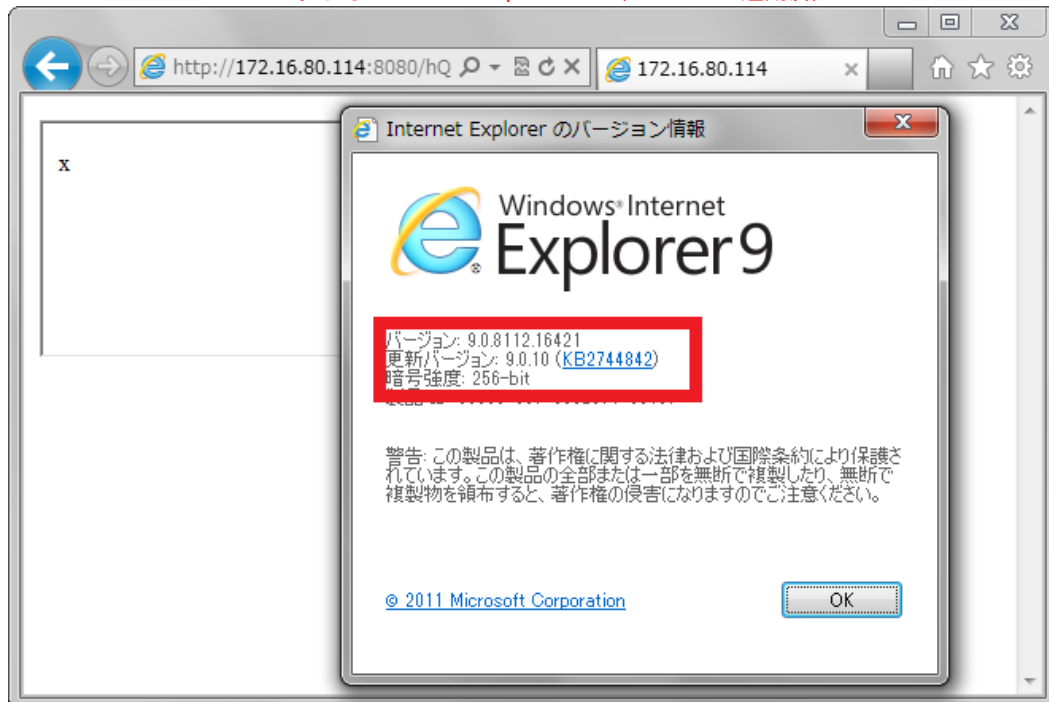 http://172.16.80.114:8080/hQ
172.16.80.114
Internet Explorer のバージョン情報
x
Windows® Internet
Explorer 9
バージョン: 9.0.8112.16421
更新バージョン: 9.0.10 (KB2744842)
暗号強度: 256-bit
警告: この製品は、著作権に関する法律および国際条約により保護さ
れています。この製品の全部または一部を無断で複製したり、無断で
複製物を頒布すると、著作権の侵害になりますのでご注意ください。
© 2011 Microsoft Corporation
OK